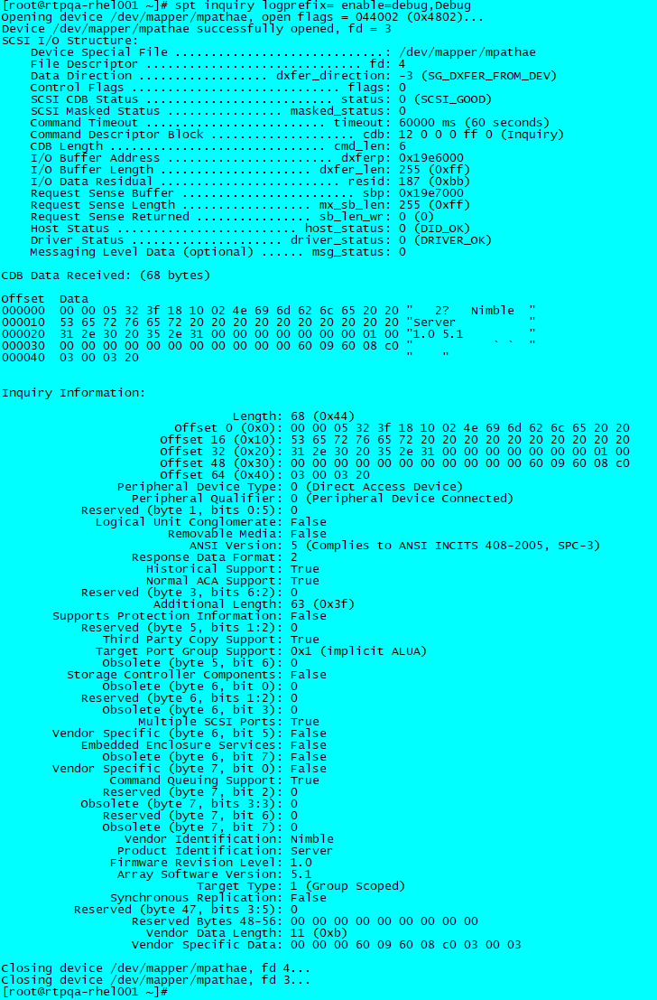 [root@rtpqa-rhel001 ~]# spt inquiry logprefix= enable=debug,Debug
Opening device /dev/mapper/mpathae, open flags = 044002 (0x4802)...
Device /dev/mapper/mpathae successfully opened, fd = 3
SCSI I/O Structure:
    Device Special File .............................: /dev/mapper/mpathae
    File Descriptor ............................... fd: 4
    Data Direction ..................... dxfer_direction: -3 (SG_DXFER_FROM_DEV)
    Control Flags ............................. flags: 0
    SCSI CDB Status .......................... status: 0 (SCSI_GOOD)
    SCSI Masked Status ................ masked_status: 0
    Command Timeout ......................... timeout: 60000 ms (60 seconds)
    Command Descriptor Block .................... cdb: 12 0 0 0 ff 0 (Inquiry)
    CDB Length .............................. cmd_len: 6
    I/O Buffer Address ....................... dxferp: 0x19e6000
    I/O Buffer Length ...................... dxfer_len: 255 (0xff)
    I/O Data Residual .......................... resid: 187 (0xbb)
    Request Sense Buffer ........................ sbp: 0x19e7000
    Request Sense Length .................. mx_sb_len: 255 (0xff)
    Request Sense Returned ................ sb_len_wr: 0 (0)
    Host Status ......................... host_status: 0 (DID_OK)
    Driver Status ..................... driver_status: 0 (DRIVER_OK)
    Messaging Level Data (optional) ...... msg_status: 0
CDB Data Received: (68 bytes)
Offset  Data
000000  00 00 05 32 3f 18 10 02 4e 69 6d 62 6c 65 20 20 "   2?   Nimble  "
000010  53 65 72 76 65 72 20 20 20 20 20 20 20 20 20 20 "Server          "
000020  31 2e 30 20 35 2e 31 00 00 00 00 00 00 00 01 00 "1.0 5.1         "
000030  00 00 00 00 00 00 00 00 00 00 00 60 09 60 08 c0 "           ` `  "
000040  03 00 03 20                                     "    "
Inquiry Information:
Length: 68 (0x44)
Offset 0 (0x0): 00 00 05 32 3f 18 10 02 4e 69 6d 62 6c 65 20 20
Offset 16 (0x10): 53 65 72 76 65 72 20 20 20 20 20 20 20 20 20 20
Offset 32 (0x20): 31 2e 30 20 35 2e 31 00 00 00 00 00 00 00 01 00
Offset 48 (0x30): 00 00 00 00 00 00 00 00 00 00 00 60 09 60 08 c0
Offset 64 (0x40): 03 00 03 20
Peripheral Device Type: 0 (Direct Access Device)
Peripheral Qualifier: 0 (Peripheral Device Connected)
Reserved (byte 1, bits 0:5): 0
Logical Unit Conglomerate: False
Removable Media: False
ANSI Version: 5 (Complies to ANSI INCITS 408-2005, SPC-3)
Response Data Format: 2
Historical Support: True
Normal ACA Support: True
Reserved (byte 3, bits 6:2): 0
Additional Length: 63 (0x3f)
Supports Protection Information: False
Reserved (byte 5, bits 1:2): 0
Third Party Copy Support: True
Target Port Group Support: 0x1 (implicit ALUA)
Obsolete (byte 5, bit 6): 0
Storage Controller Components: False
Obsolete (byte 6, bit 0): 0
Reserved (byte 6, bits 1:2): 0
Obsolete (byte 6, bit 3): 0
Multiple SCSI Ports: True
Vendor Specific (byte 6, bit 5): False
Embedded Enclosure Services: False
Obsolete (byte 6, bit 7): False
Vendor Specific (byte 7, bit 0): False
Command Queuing Support: True
Reserved (byte 7, bit 2): 0
Obsolete (byte 7, bits 3:3): 0
Reserved (byte 7, bit 6): 0
Obsolete (byte 7, bit 7): 0
Vendor Identification: Nimble
Product Identification: Server
Firmware Revision Level: 1.0
Array Software Version: 5.1
Target Type: 1 (Group Scoped)
Synchronous Replication: False
Reserved (byte 47, bits 3:5): 0
Reserved Bytes 48-56: 00 00 00 00 00 00 00 00 00
Vendor Data Length: 11 (0xb)
Vendor Specific Data: 00 00 00 60 09 60 08 c0 03 00 03
Closing device /dev/mapper/mpathae, fd 4...
Closing device /dev/mapper/mpathae, fd 3...
[root@rtpqa-rhel001 ~]#